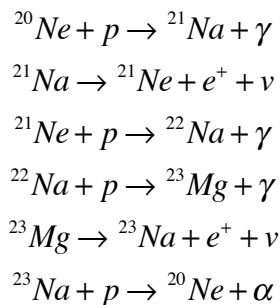 ²⁰Ne + p → ²¹Na + γ
²¹Na → ²¹Ne + e⁺ + ν
²¹Ne + p → ²²Na + γ
²²Na + p → ²³Mg + γ
²³Mg → ²³Na + e⁺ + ν
²³Na + p → ²⁰Ne + α